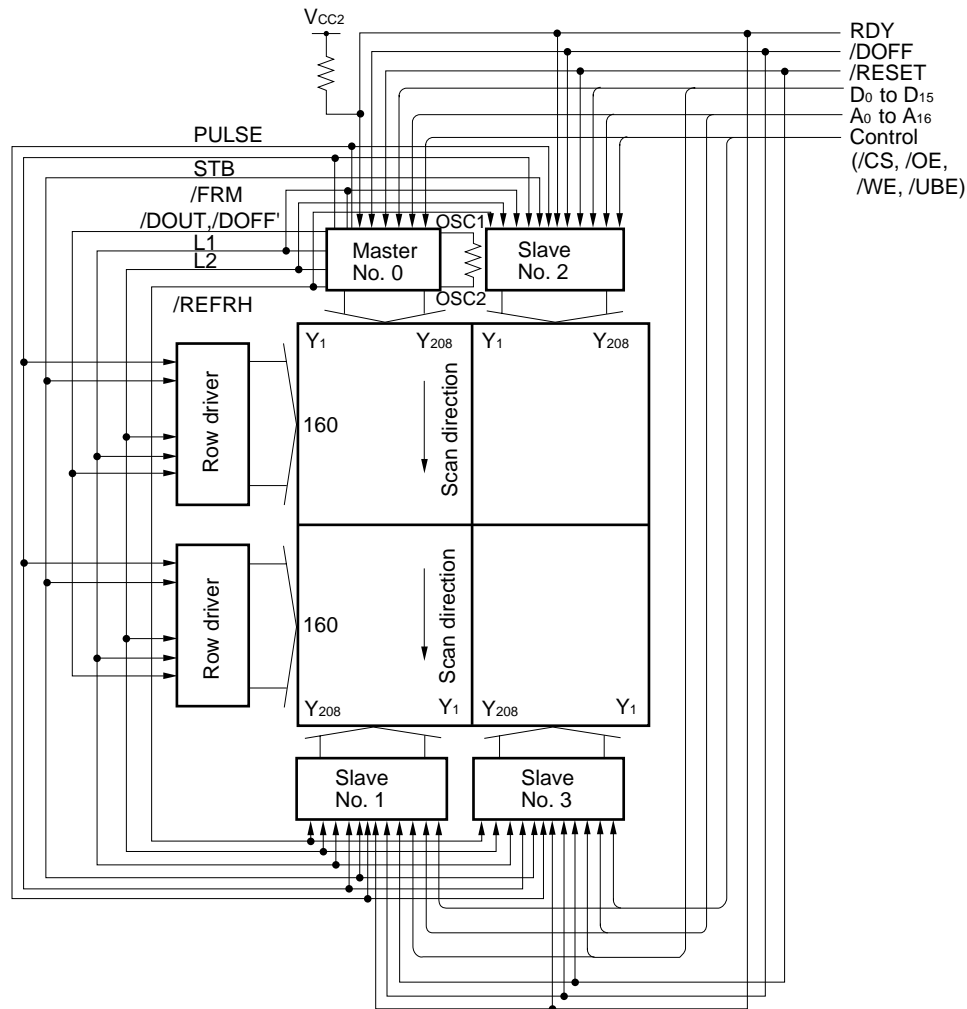 VCC2
RDY
/DOFF
/RESET
D0 to D15
A0 to A16
Control
(/CS, /OE,
/WE, /UBE)
PULSE
STB
/FRM
/DOUT,/DOFF'
L1
L2
/REFRH
OSC1
OSC2
Master
No. 0
Slave
No. 2
Y1
Y208
Y1
Y208
Row driver
160
Scan direction
Row driver
160
Scan direction
Y208
Y1
Y208
Y1
Slave
No. 1
Slave
No. 3